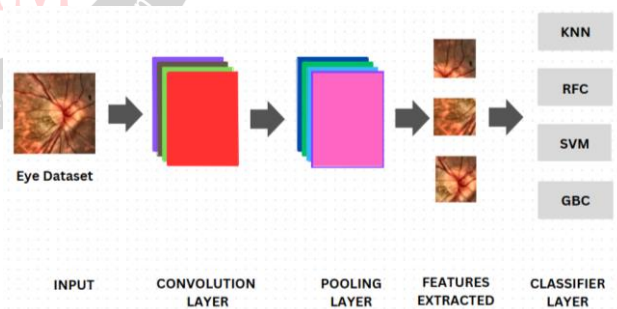 KNN
RFC
SVM
GBC
Eye Dataset
INPUT
CONVOLUTION
LAYER
POOLING
LAYER
FEATURES
EXTRACTED
CLASSIFIER
LAYER